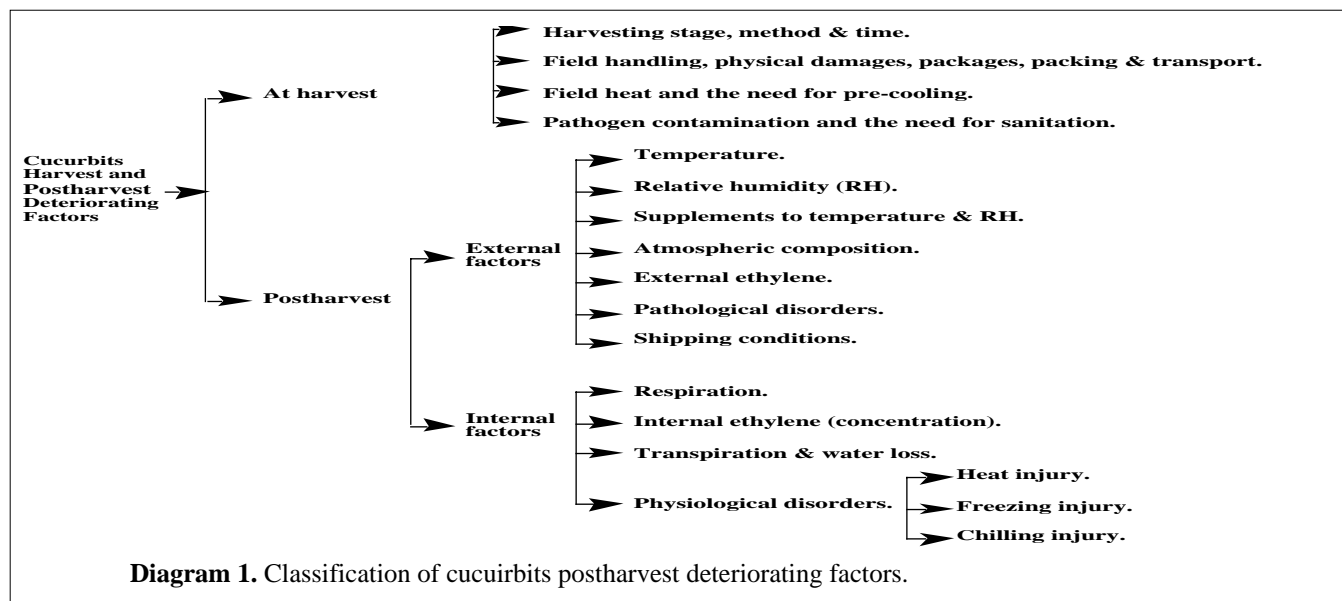 Harvesting stage, method & time.
Field handling, physical damages, packages, packing & transport.
At harvest
Field heat and the need for pre-cooling.
Pathogen contamination and the need for sanitation.
Cucurbits
Harvest and
Postharvest
Deteriorating
Factors
Temperature.
Relative humidity (RH).
Supplements to temperature & RH.
External
factors
Atmospheric composition.
External ethylene.
Postharvest
Pathological disorders.
Shipping conditions.
Respiration.
Internal
factors
Internal ethylene (concentration).
Transpiration & water loss.
Physiological disorders.
Heat injury.
Freezing injury.
Chilling injury.
Diagram 1. Classification of cucuirbits postharvest deteriorating factors.